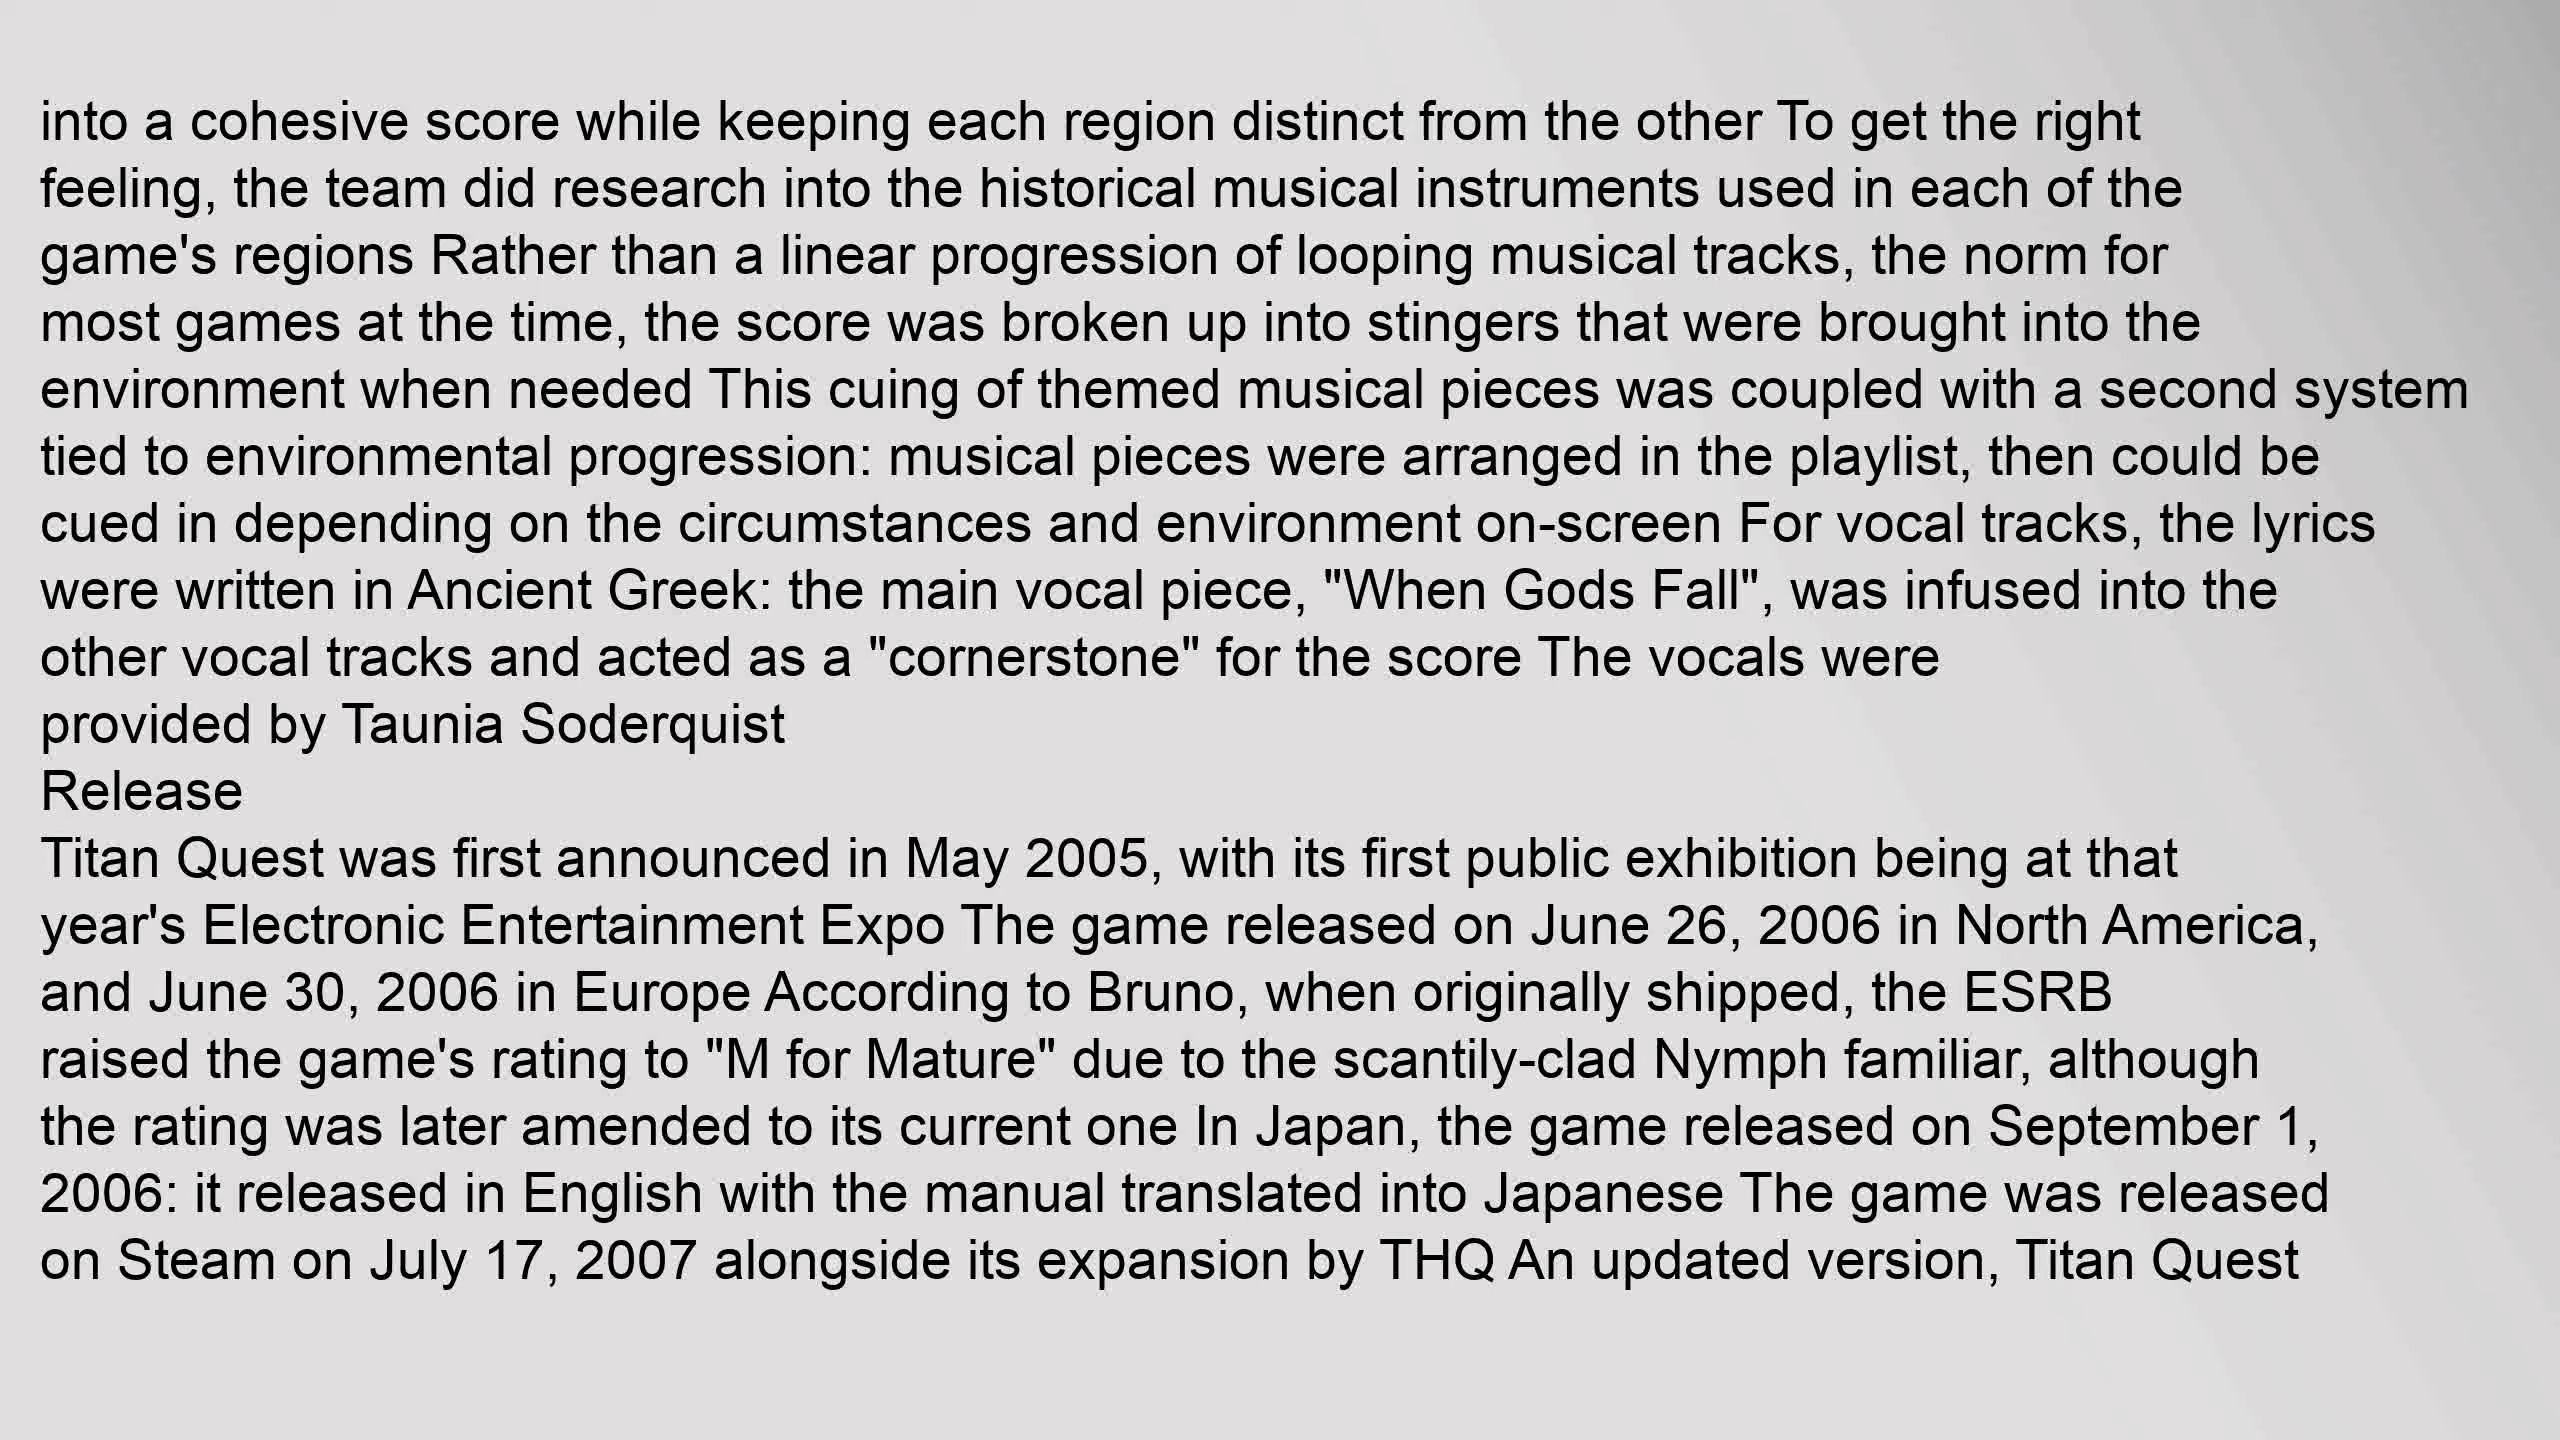 into a cohesive score while keeping each region distinct from the other To get the right
feeling, the team did research into the historical musical instruments used in each of the
game's regions Rather than a linear progression of looping musical tracks, the norm for
most games at the time, the score was broken up into stingers that were brought into the
environment when needed This cuing of themed musical pieces was coupled with a second system
tied to environmental progression: musical pieces were arranged in the playlist, then could be
cued in depending on the circumstances and environment on-screen For vocal tracks, the lyrics
were written in Ancient Greek: the main vocal piece, "When Gods Fall", was infused into the
other vocal tracks and acted as a "cornerstone" for the score The vocals were
provided by Taunia Soderquist
Release
Titan Quest was first announced in May 2005, with its first public exhibition being at that
year's Electronic Entertainment Expo The game released on June 26, 2006 in North America,
and June 30, 2006 in Europe According to Bruno, when originally shipped, the ESRB
raised the game's rating to "M for Mature" due to the scantily-clad Nymph familiar, although
the rating was later amended to its current one In Japan, the game released on September 1,
2006: it released in English with the manual translated into Japanese The game was released
on Steam on July 17, 2007 alongside its expansion by THQ An updated version, Titan Quest